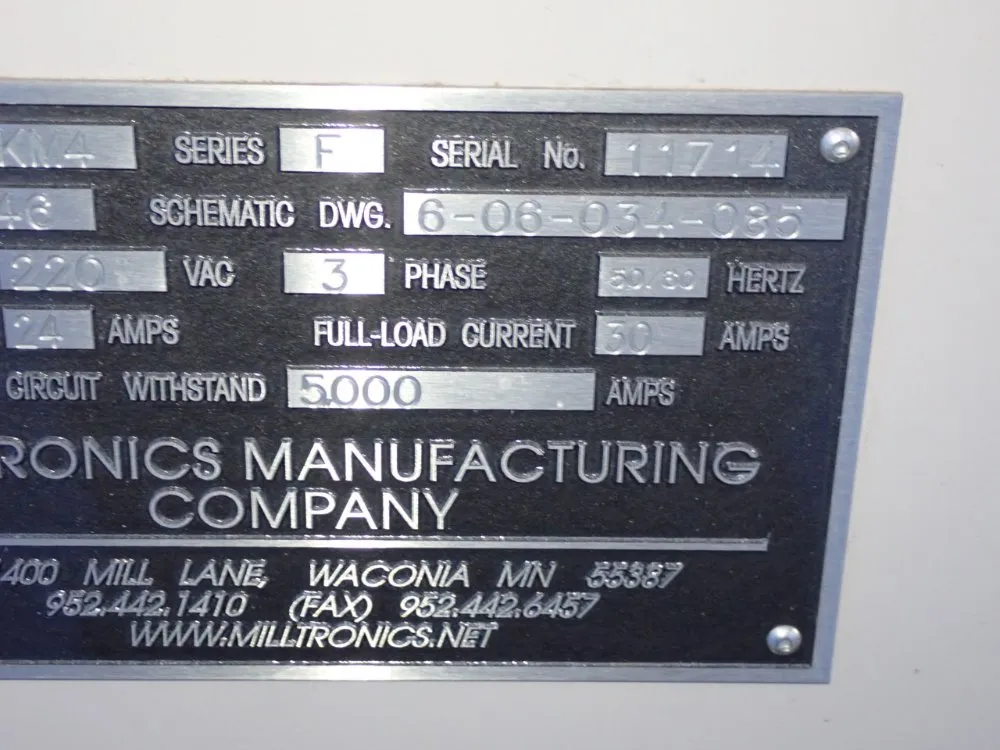 KM4 SERIES F SERIAL No. 11714
46 SCHEMATIC DWG. 6-06-034-085
220 VAC 3 PHASE 50/60 HERTZ
24 AMPS FULL-LOAD CURRENT 30 AMPS
CIRCUIT WITHSTAND 5000 AMPS
RONICS MANUFACTURING
COMPANY
400 MILL LANE, WACONIA MN 55387
952.442.1410 (FAX) 952.442.6457
WWW.MILLTRONICS.NET